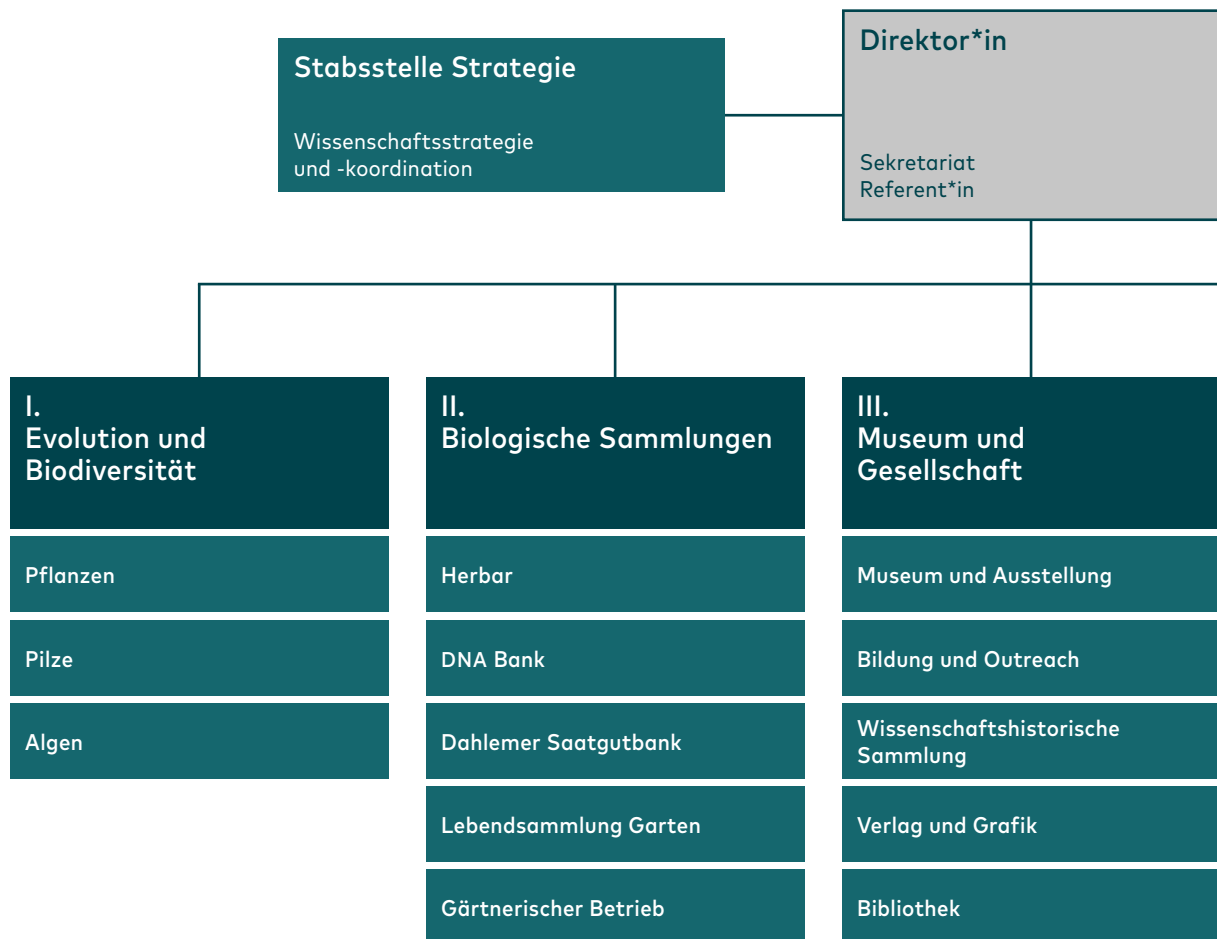 Stabsstelle Strategie
Wissenschaftsstrategie
und -koordination
Direktor*in
Sekretariat
Referent*in
I.
Evolution und
Biodiversität
Pflanzen
Pilze
Algen
II.
Biologische Sammlungen
Herbar
DNA Bank
Dahlemer Saatgutbank
Lebendsammlung Garten
Gärtnerischer Betrieb
III.
Museum und
Gesellschaft
Museum und Ausstellung
Bildung und Outreach
Wissenschaftshistorische
Sammlung
Verlag und Grafik
Bibliothek